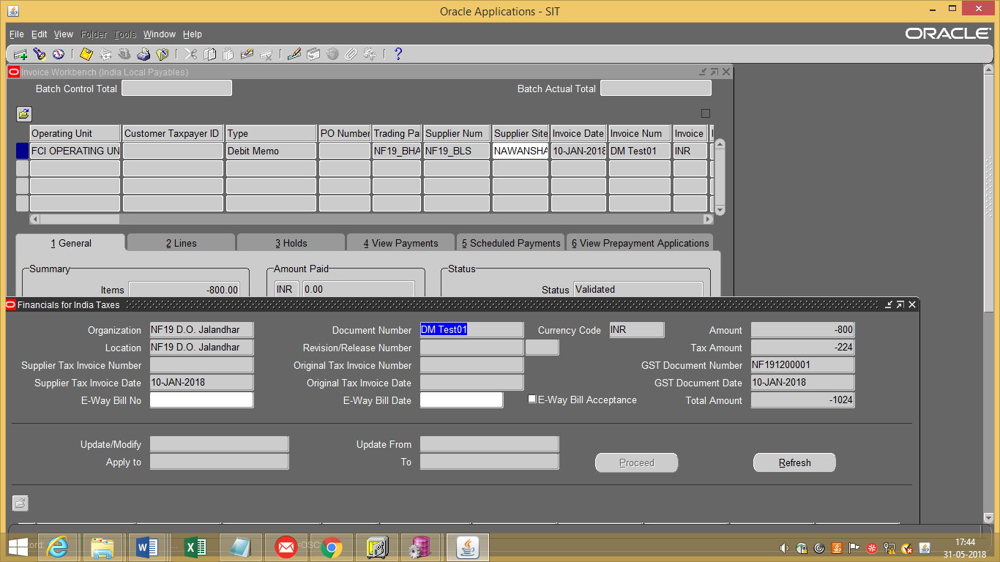 Oracle Applications - SIT
File Edit View Folder Tools Window Help
ORACLE
Invoice Workbench (India Local Payables)
Batch Control Total
Batch Actual Total
Operating Unit Customer Taxpayer ID Type PO Number Trading Pa Supplier Num Supplier Site Invoice Date Invoice Num Invoice
FCI OPERATING UN Debit Memo NF19_BHA NF19_BLS NAWANSHA 10-JAN-2018 DM Test01 INR
1 General 2 Lines 3 Holds 4 View Payments 5 Scheduled Payments 6 View Prepayment Applications
Summary Amount Paid Status
Items -800.00 INR 0.00 Status Validated
Financials for India Taxes
Organization NF19 D.O. Jalandhar Document Number DM Test01 Currency Code INR Amount -800
Location NF19 D.O. Jalandhar Revision/Release Number Tax Amount -224
Supplier Tax Invoice Number Original Tax Invoice Number GST Document Number NF191200001
Supplier Tax Invoice Date 10-JAN-2018 Original Tax Invoice Date GST Document Date 10-JAN-2018
E-Way Bill No E-Way Bill Date E-Way Bill Acceptance Total Amount -1024
Update/Modify Update From
Apply to To Proceed Refresh
17:44
31-05-2018